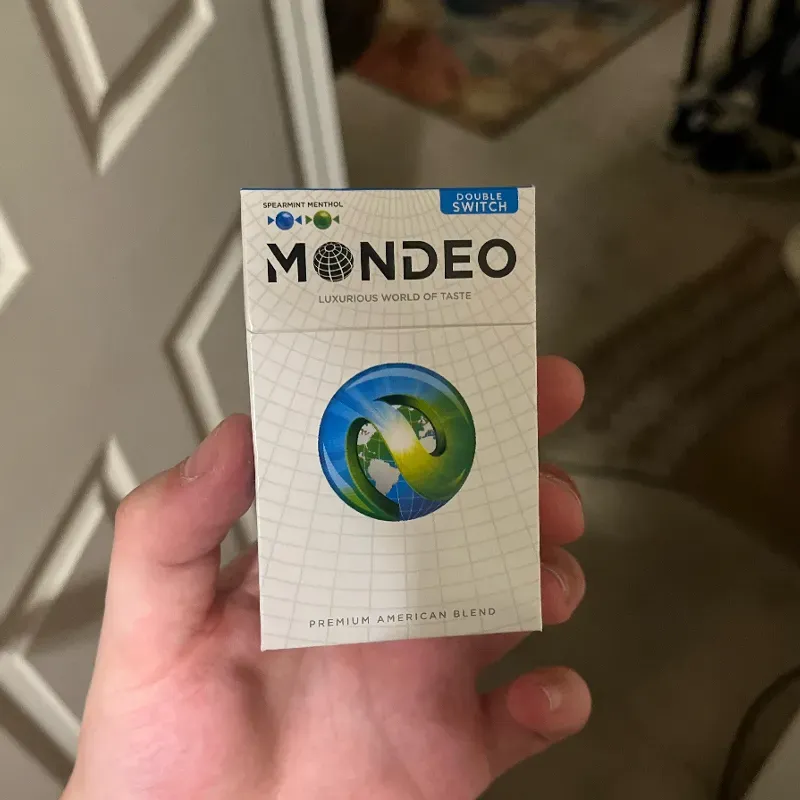 SPEARMINT MENTHOL
DOUBLE
SWITCH
MONDEO
LUXURIOUS WORLD OF TASTE
PREMIUM AMERICAN BLEND